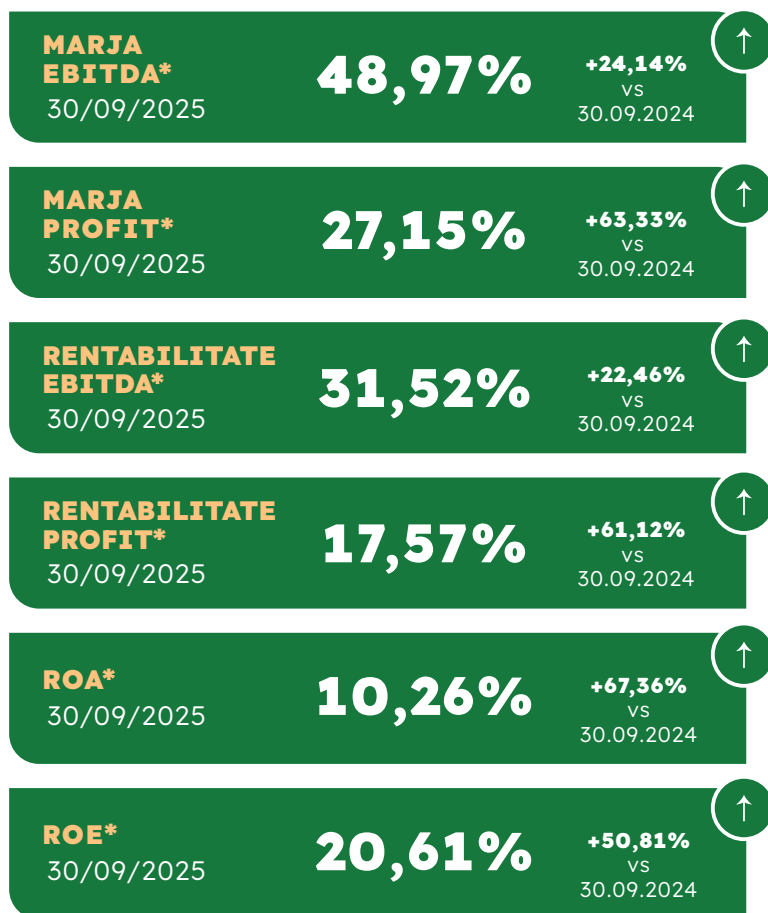 MARJA
EBITDA*
30/09/2025
48,97%
+24,14%
vs
30.09.2024
↑
MARJA
PROFIT*
30/09/2025
27,15%
+63,33%
vs
30.09.2024
↑
RENTABILITATE
EBITDA*
30/09/2025
31,52%
+22,46%
vs
30.09.2024
↑
RENTABILITATE
PROFIT*
30/09/2025
17,57%
+61,12%
vs
30.09.2024
↑
ROA*
30/09/2025
10,26%
+67,36%
vs
30.09.2024
↑
ROE*
30/09/2025
20,61%
+50,81%
vs
30.09.2024
↑